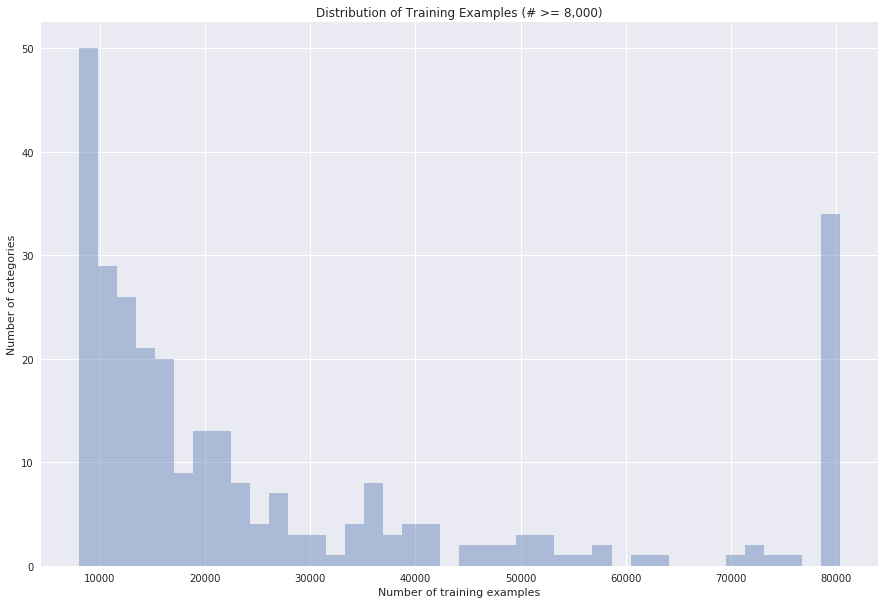 Distribution of Training Examples (# >= 8,000)
50
40
30
20
10
0
Number of categories
10000 20000 30000 40000 50000 60000 70000 80000
Number of training examples